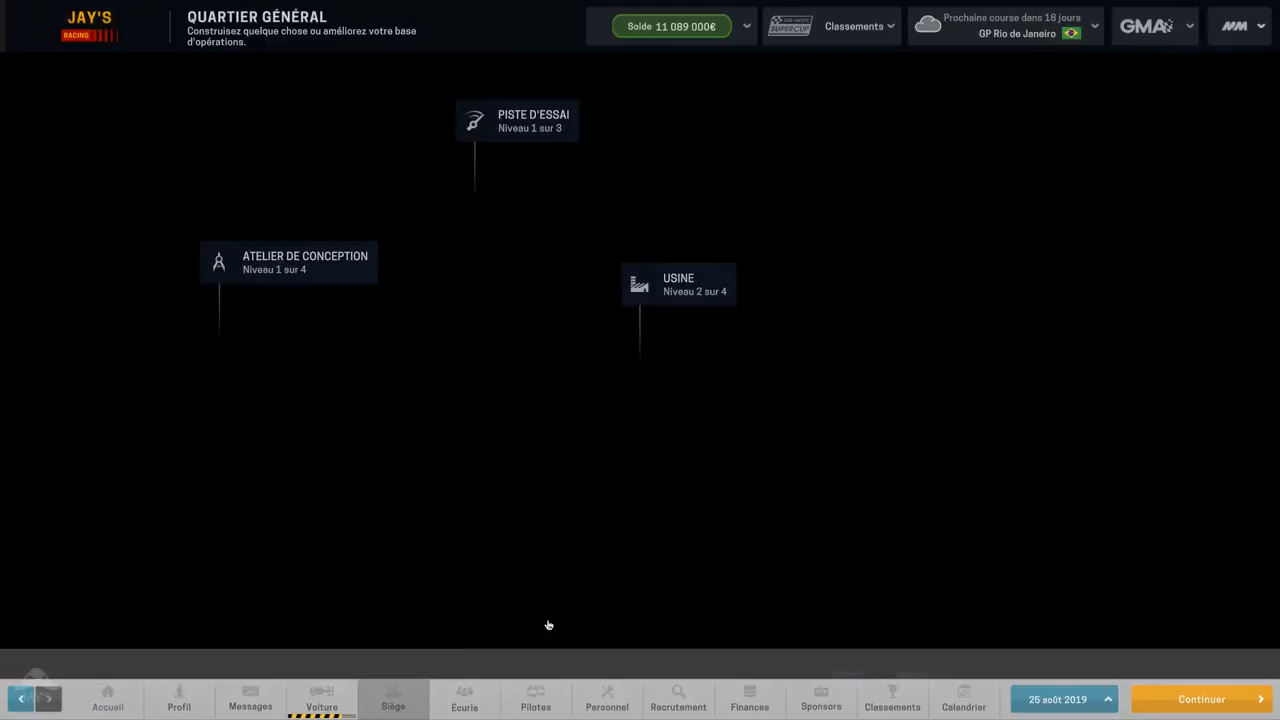 JAY'S
RACING
QUARTIER GÉNÉRAL
Construisez quelque chose ou améliorez votre base
d'opérations.
Solde 11 089 000€
SUPER CUP
Classements
Prochaine course dans 18 jours
GP Rio de Janeiro
GMA
PISTE D'ESSAI
Niveau 1 sur 3
ATELIER DE CONCEPTION
Niveau 1 sur 4
USINE
Niveau 2 sur 4
Accueil
Profil
Messages
Voiture
Siège
Écurie
Pilotes
Personnel
Recrutement
Finances
Sponsors
Classements
Calendrier
25 août 2019
Continuer